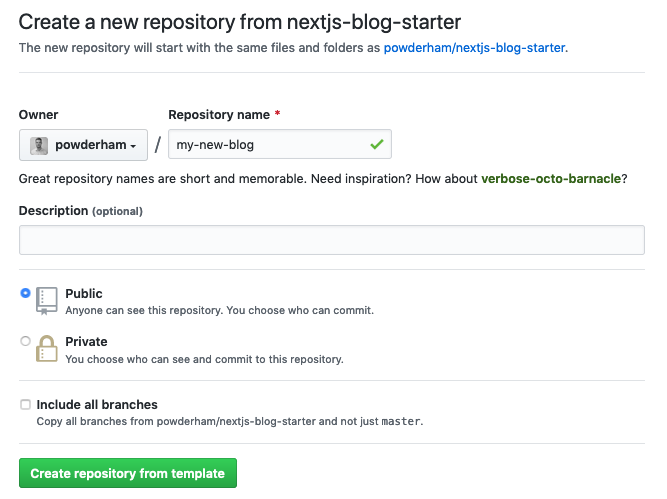 Create a new repository from nextjs-blog-starter
The new repository will start with the same files and folders as powderham/nextjs-blog-starter.
Owner
Repository name *
powderham / my-new-blog
Great repository names are short and memorable. Need inspiration? How about verbose-octo-barnacle?
Description (optional)
Public
Anyone can see this repository. You choose who can commit.
Private
You choose who can see and commit to this repository.
Include all branches
Copy all branches from powderham/nextjs-blog-starter and not just master.
Create repository from template